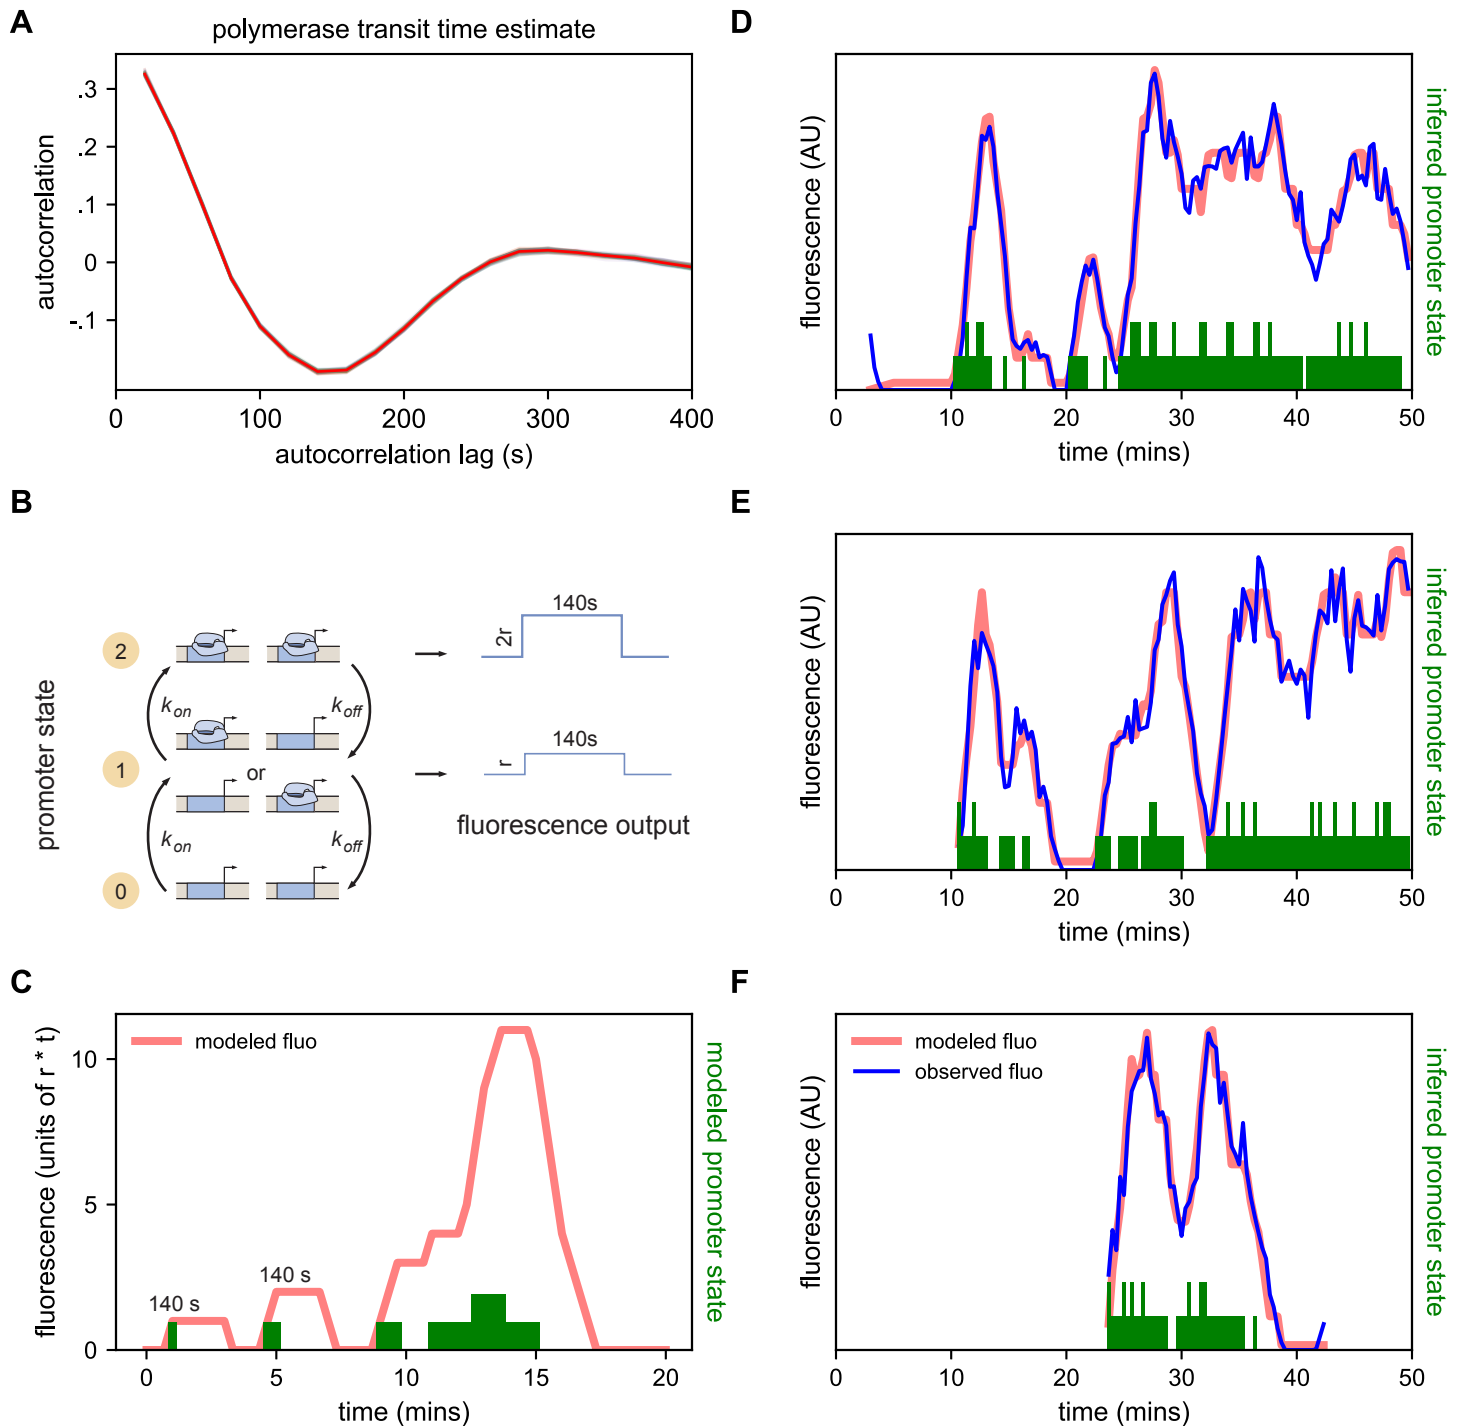 A
polymerase transit time estimate
autocorrelation
.3
.2
.1
0
-.1
0 100 200 300 400
autocorrelation lag (s)
B
promoter state
2
1
0
kon
koff
or
kon
koff
2r
140s
r
140s
fluorescence output
C
fluorescence (units of r * t)
modeled fluo
10
5
0
140 s
140 s
0 5 10 15 20
time (mins)
modeled promoter state
D
fluorescence (AU)
inferred promoter state
0 10 20 30 40 50
time (mins)
E
fluorescence (AU)
inferred promoter state
0 10 20 30 40 50
time (mins)
F
fluorescence (AU)
modeled fluo
observed fluo
inferred promoter state
0 10 20 30 40 50
time (mins)